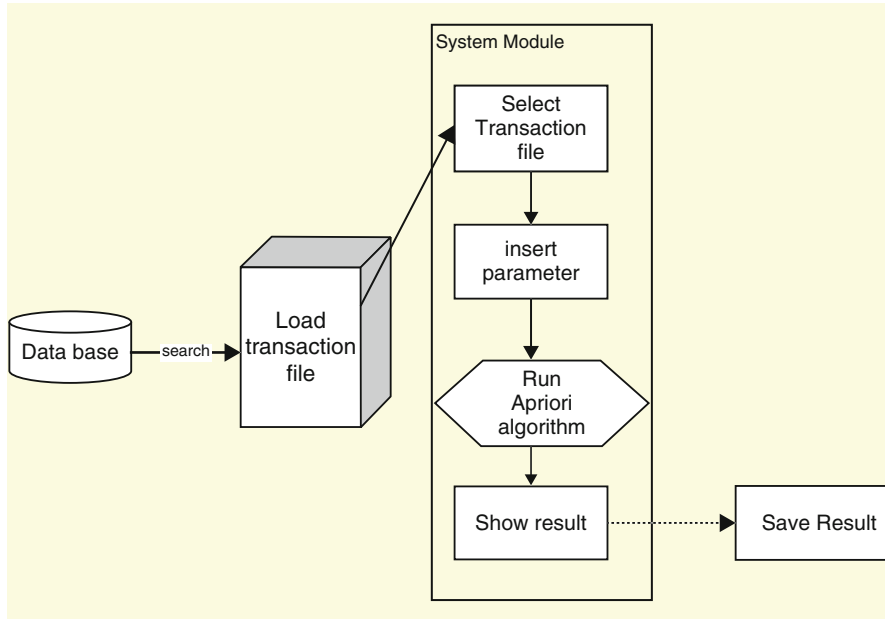 System Module
Select
Transaction
file
insert
parameter
Load
transaction
file
Data base
search
Run
Apriori
algorithm
Show result
Save Result